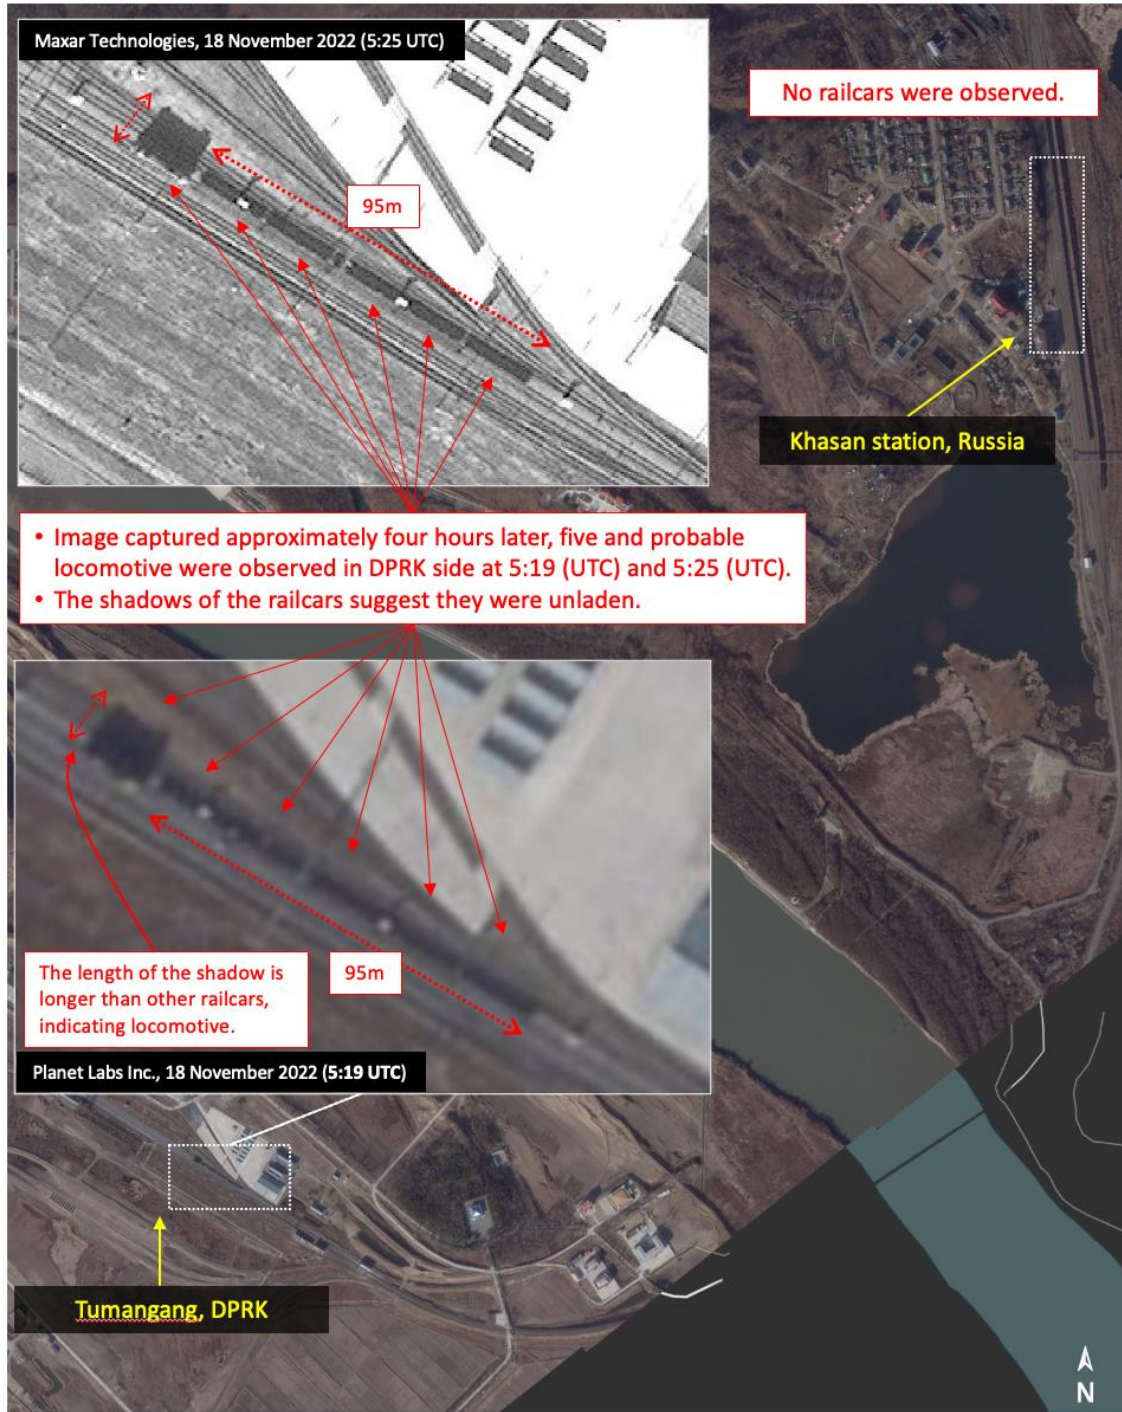 Maxar Technologies, 18 November 2022 (5:25 UTC)
No railcars were observed.
95m
Khasan station, Russia
• Image captured approximately four hours later, five and probable
locomotive were observed in DPRK side at 5:19 (UTC) and 5:25 (UTC).
• The shadows of the railcars suggest they were unladen.
The length of the shadow is
longer than other railcars,
indicating locomotive.
95m
Planet Labs Inc., 18 November 2022 (5:19 UTC)
Tumangang, DPRK
N